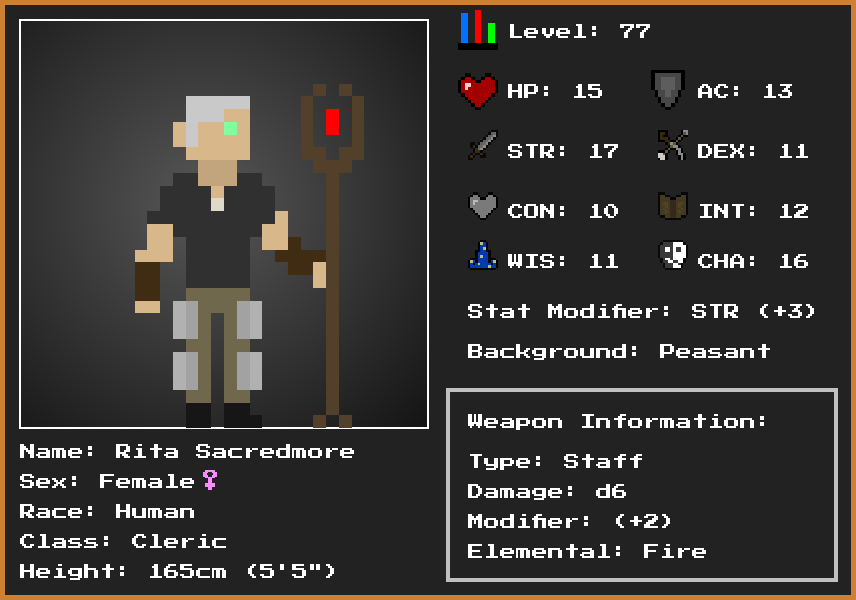 Level: 77
HP: 15
AC: 13
STR: 17
DEX: 11
CON: 10
INT: 12
WIS: 11
CHA: 16
Stat Modifier: STR (+3)
Background: Peasant
Weapon Information:
Type: Staff
Damage: d6
Modifier: (+2)
Elemental: Fire
Name: Rita Sacredmore
Sex: Female♀
Race: Human
Class: Cleric
Height: 165cm (5'5")